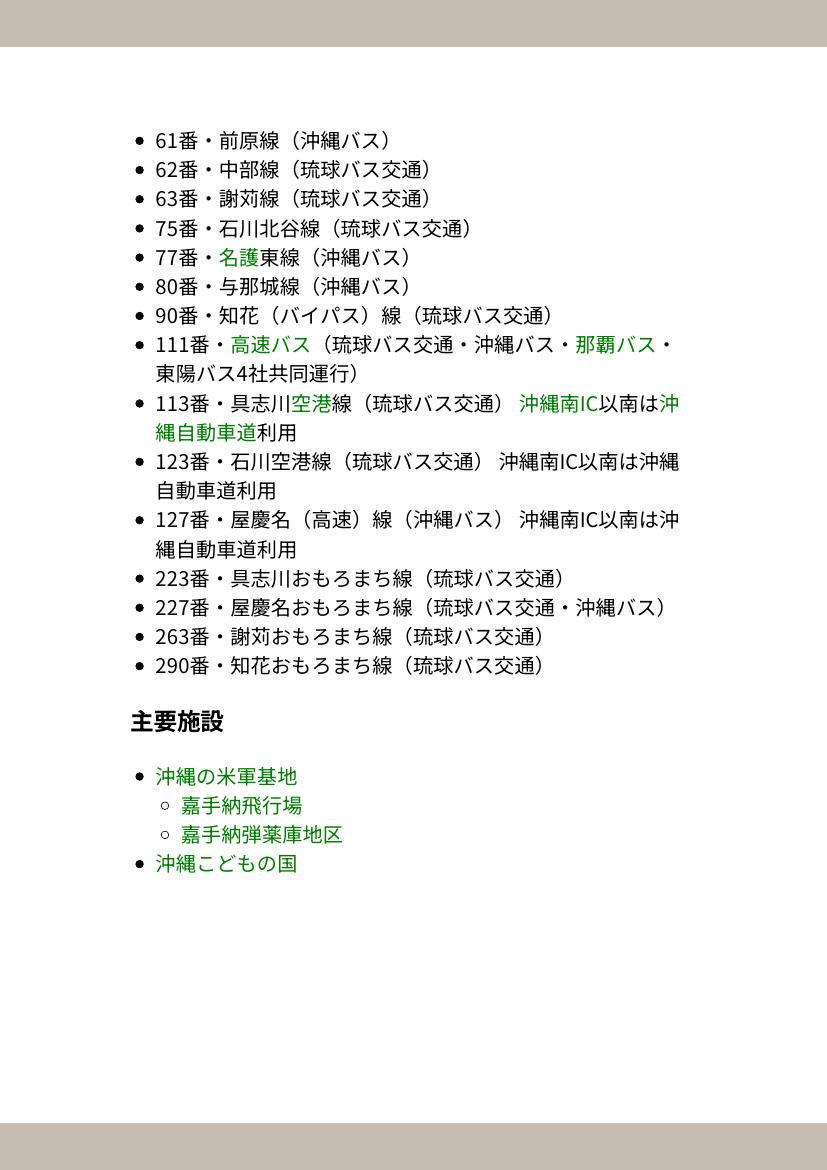 61番・前原線（沖縄バス）
62番・中部線（琉球バス交通）
63番・謝苅線（琉球バス交通）
75番・石川北谷線（琉球バス交通）
77番・名護東線（沖縄バス）
80番・与那城線（沖縄バス）
90番・知花（バイパス）線（琉球バス交通）
111番・高速バス（琉球バス交通・沖縄バス・那覇バス・
東陽バス4社共同運行）
113番・具志川空港線（琉球バス交通） 沖縄南IC以南は沖
縄自動車道利用
123番・石川空港線（琉球バス交通） 沖縄南IC以南は沖縄
自動車道利用
127番・屋慶名（高速）線（沖縄バス） 沖縄南IC以南は沖
縄自動車道利用
223番・具志川おもろまち線（琉球バス交通）
227番・屋慶名おもろまち線（琉球バス交通・沖縄バス）
263番・謝苅おもろまち線（琉球バス交通）
290番・知花おもろまち線（琉球バス交通）
主要施設
沖縄の米軍基地
嘉手納飛行場
嘉手納弾薬庫地区
沖縄こどもの国